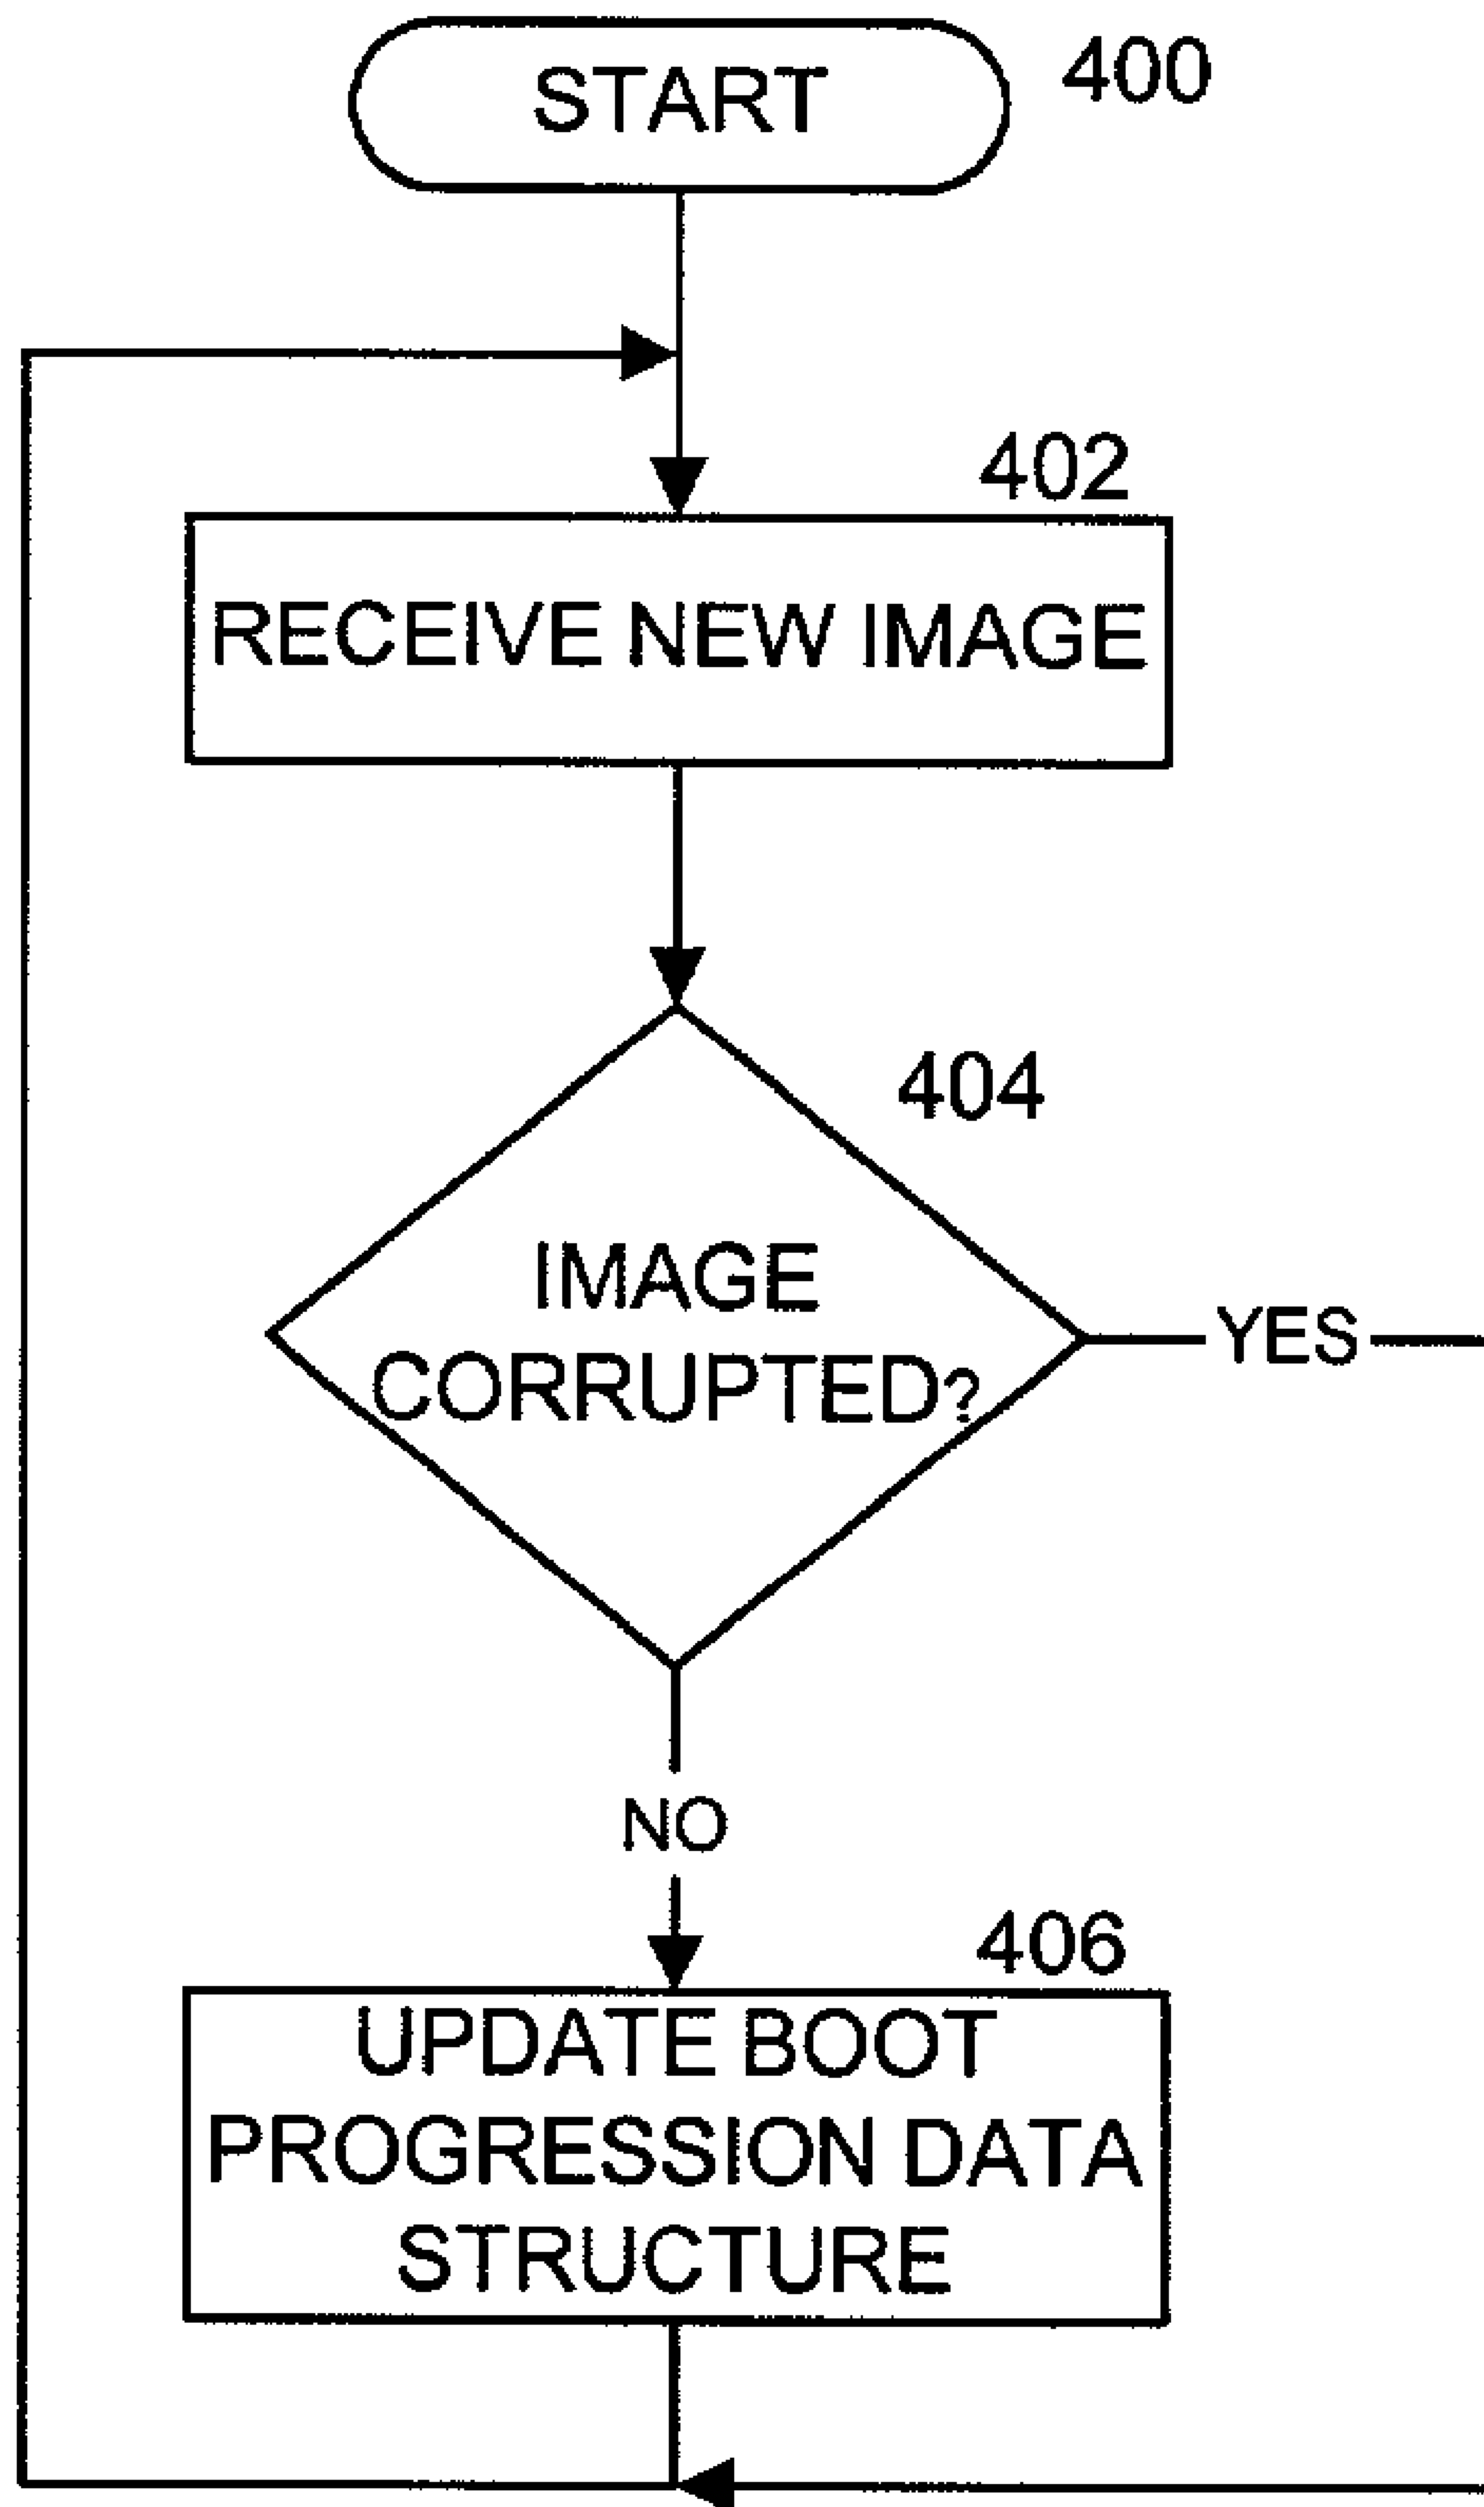 START
400
402
RECEIVE NEW IMAGE
404
IMAGE
CORRUPTED?
YES
NO
406
UPDATE BOOT
PROGRESSION DATA
STRUCTURE